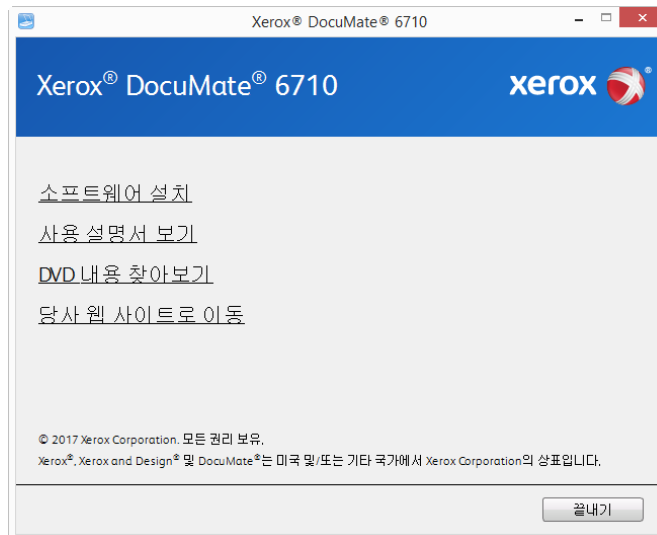 Xerox® DocuMate® 6710
Xerox® DocuMate® 6710
xerox®
소프트웨어 설치
사용 설명서 보기
DVD 내용 찾아보기
당사 웹 사이트로 이동
© 2017 Xerox Corporation. 모든 권리 보유.
Xerox®, Xerox and Design® 및 DocuMate®는 미국 및/또는 기타 국가에서 Xerox Corporation의 상표입니다.
끝내기